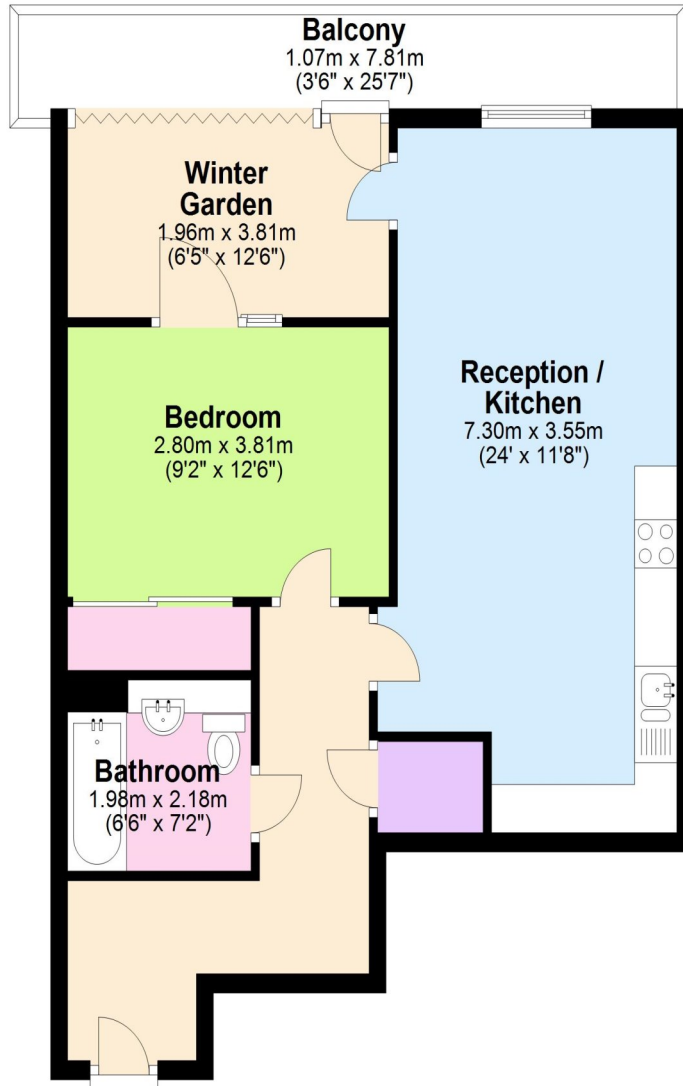 Balcony
1.07m x 7.81m
(3'6" x 25'7")
Winter
Garden
1.96m x 3.81m
(6'5" x 12'6")
Bedroom
2.80m x 3.81m
(9'2" x 12'6")
Reception /
Kitchen
7.30m x 3.55m
(24' x 11'8")
Bathroom
1.98m x 2.18m
(6'6" x 7'2")